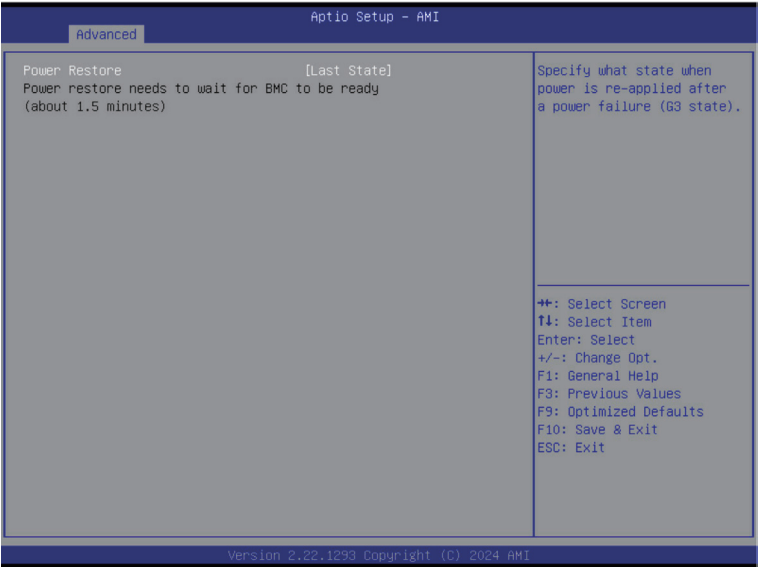 Aptio Setup – AMI
Advanced
Power Restore [Last State]
Power restore needs to wait for BMC to be ready
(about 1.5 minutes)
Specify what state when
power is re-applied after
a power failure (G3 state).
→←: Select Screen
↑↓: Select Item
Enter: Select
+/-: Change Opt.
F1: General Help
F3: Previous Values
F9: Optimized Defaults
F10: Save & Exit
ESC: Exit
Version 2.22.1293 Copyright (C) 2024 AMI